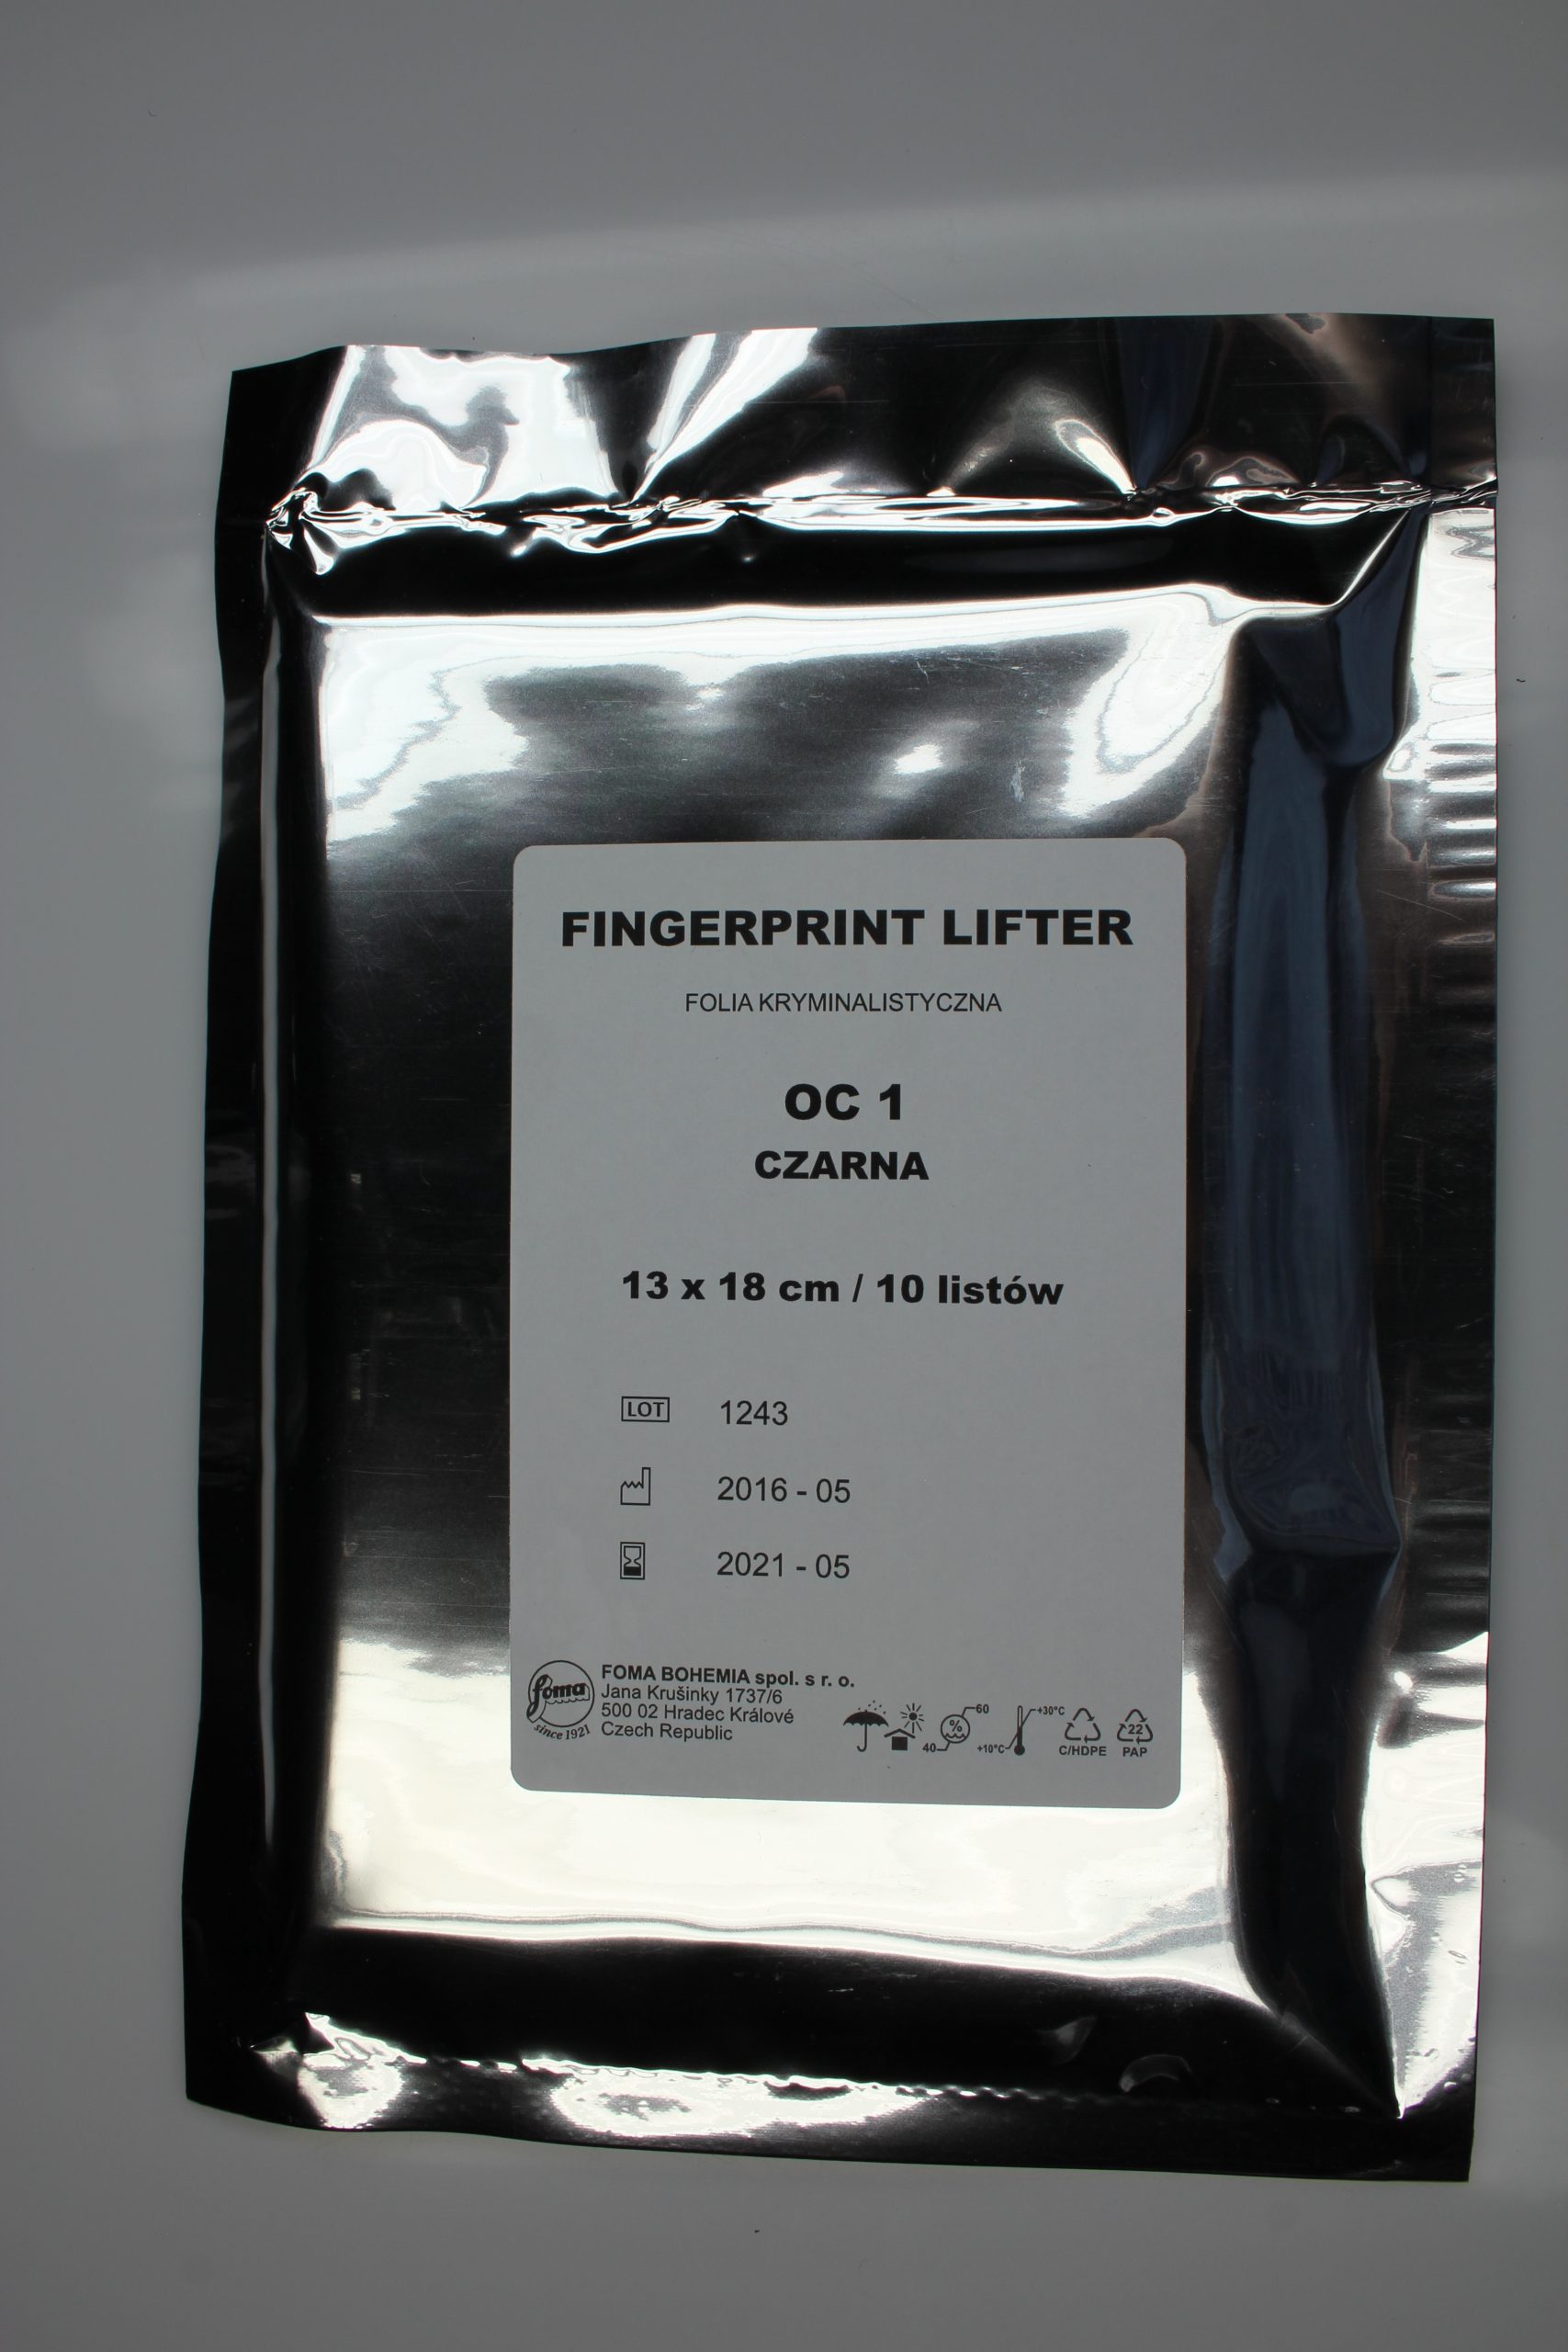 FINGERPRINT LIFTER
FOLIA KRYMINALISTYCZNA
OC 1
CZARNA
13 x 18 cm / 10 listów
LOT 1243
2016 - 05
2021 - 05
foma
since 1921
FOMA BOHEMIA spol. s r. o.
Jana Krušinky 1737/6
500 02 Hradec Králové
Czech Republic
40 % 60
+10°C +30°C
C/HDPE
22
PAP